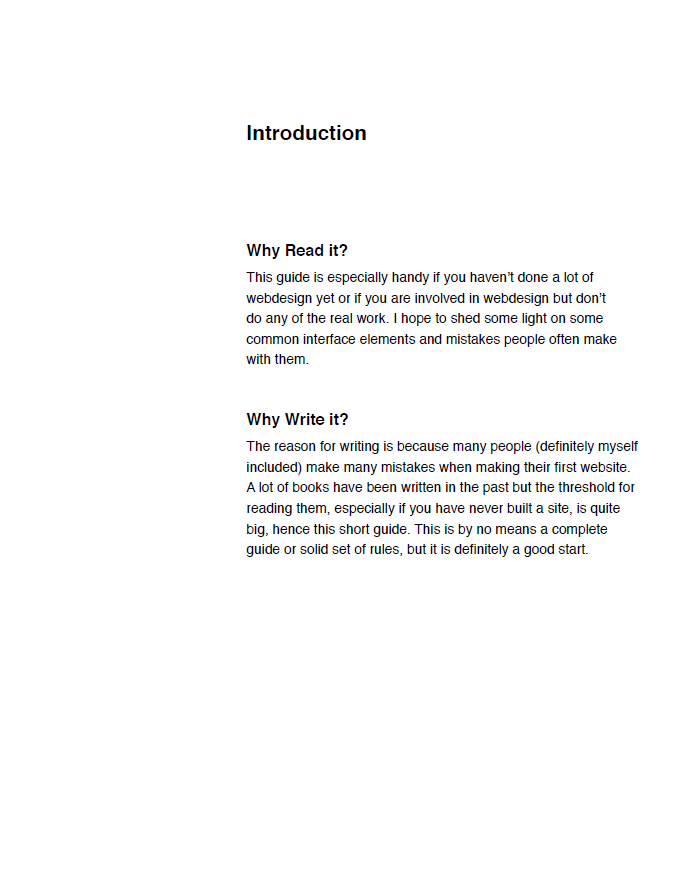 Introduction
Why Read it?
This guide is especially handy if you haven’t done a lot of
webdesign yet or if you are involved in webdesign but don’t
do any of the real work. I hope to shed some light on some
common interface elements and mistakes people often make
with them.
Why Write it?
The reason for writing is because many people (definitely myself
included) make many mistakes when making their first website.
A lot of books have been written in the past but the threshold for
reading them, especially if you have never built a site, is quite
big, hence this short guide. This is by no means a complete
guide or solid set of rules, but it is definitely a good start.